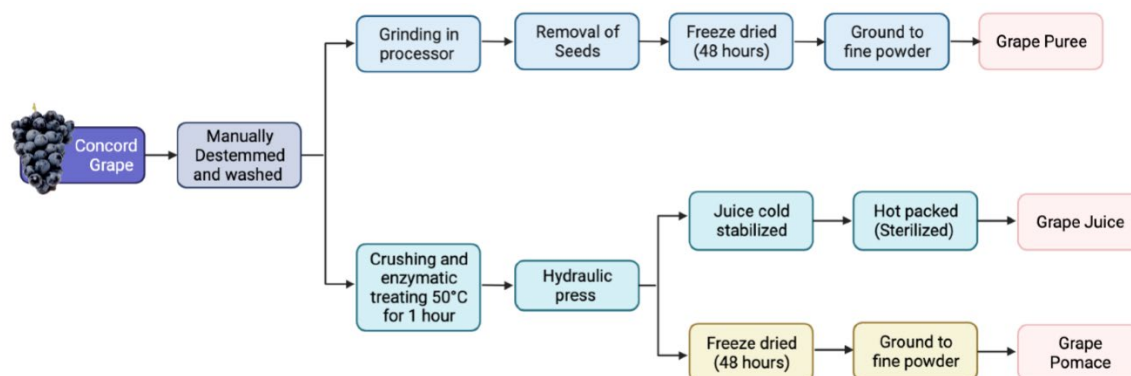 Grinding in
processor
Removal of
Seeds
Freeze dried
(48 hours)
Ground to
fine powder
Grape Puree
Concord
Grape
Manually
Destemmed
and washed
Juice cold
stabilized
Hot packed
(Sterilized)
Grape Juice
Crushing and
enzymatic
treating 50°C
for 1 hour
Hydraulic
press
Freeze dried
(48 hours)
Ground to
fine powder
Grape
Pomace